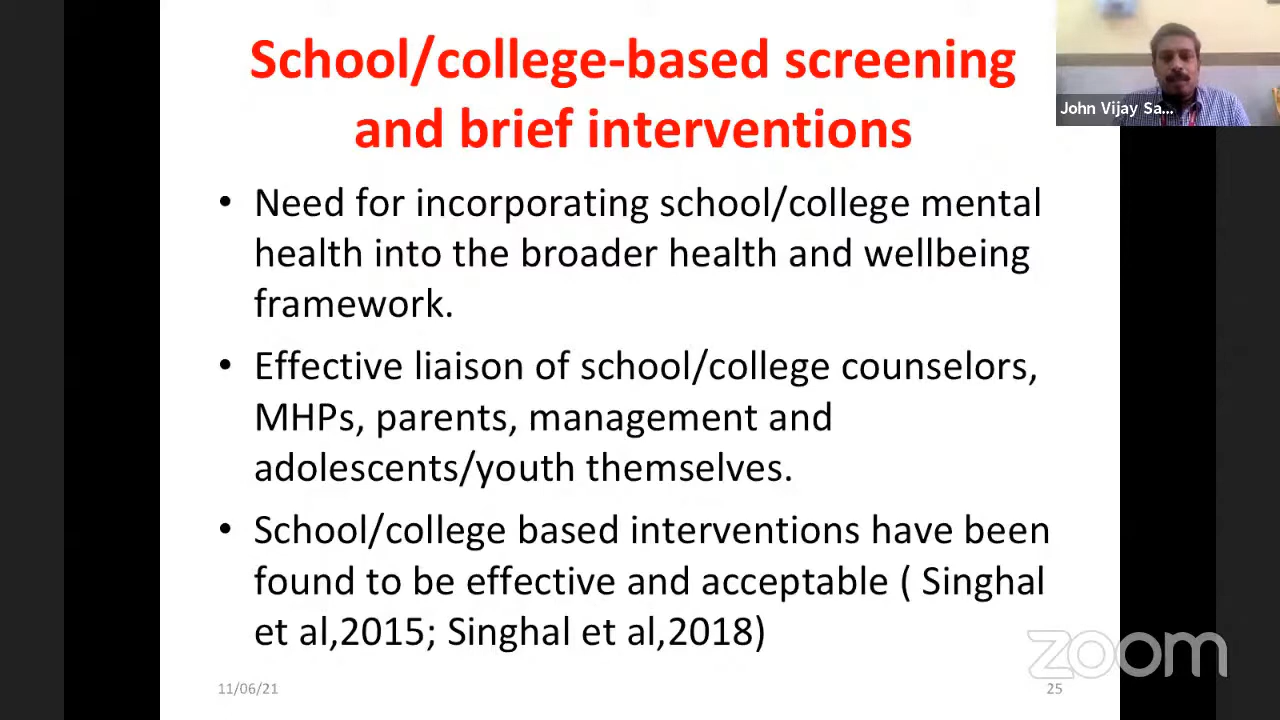 School/college-based screening
and brief interventions
John Vijay Sa...
• Need for incorporating school/college mental
health into the broader health and wellbeing
framework.
• Effective liaison of school/college counselors,
MHPs, parents, management and
adolescents/youth themselves.
• School/college based interventions have been
found to be effective and acceptable ( Singhal
et al,2015; Singhal et al,2018)
zoom
11/06/21
25